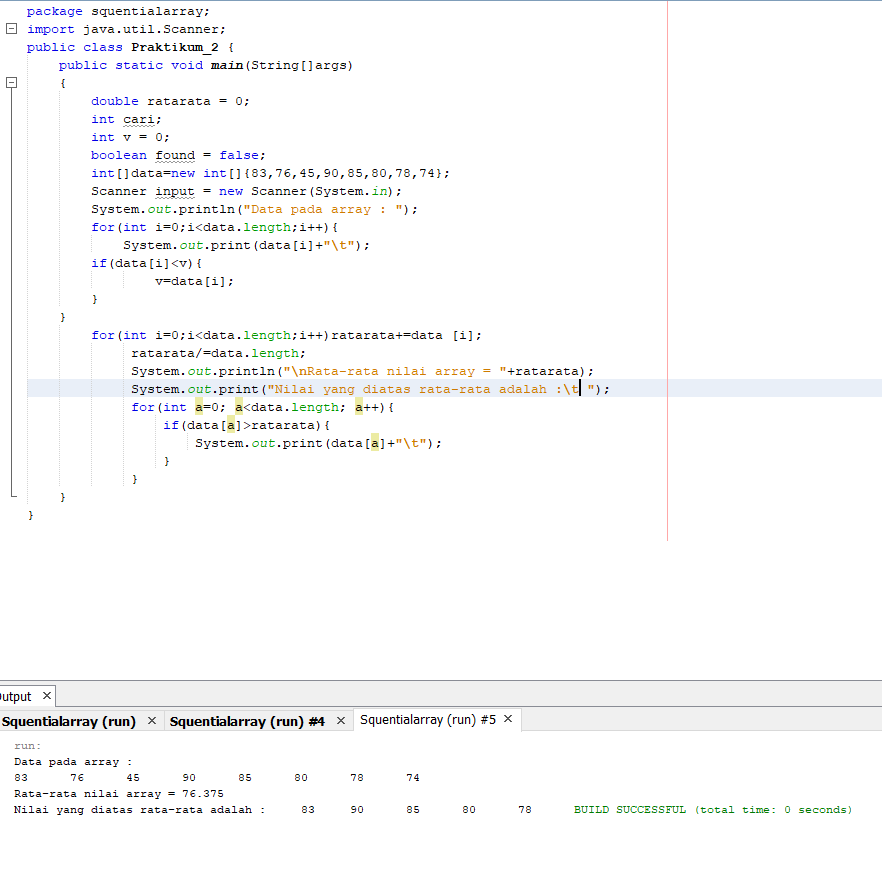 package squentialarray;
import java.util.Scanner;
public class Praktikum_2 {
    public static void main(String[]args)
    {
        double ratarata = 0;
        int cari;
        int v = 0;
        boolean found = false;
        int[]data=new int[]{83,76,45,90,85,80,78,74};
        Scanner input = new Scanner(System.in);
        System.out.println("Data pada array : ");
        for(int i=0;i<data.length;i++){
            System.out.print(data[i]+"\t");
        if(data[i]<v){
                v=data[i];
        }
    }
        for(int i=0;i<data.length;i++)ratarata+=data [i];
             ratarata/=data.length;
             System.out.println("\nRata-rata nilai array = "+ratarata);
             System.out.print("Nilai yang diatas rata-rata adalah :\t ");
             for(int a=0; a<data.length; a++){
                 if(data[a]>ratarata){
                     System.out.print(data[a]+"\t");
                 }
             }
    }
}
utput ×
Squentialarray (run) × Squentialarray (run) #4 × Squentialarray (run) #5 ×
run:
Data pada array :
83 76 45 90 85 80 78 74
Rata-rata nilai array = 76.375
Nilai yang diatas rata-rata adalah : 83 90 85 80 78 BUILD SUCCESSFUL (total time: 0 seconds)